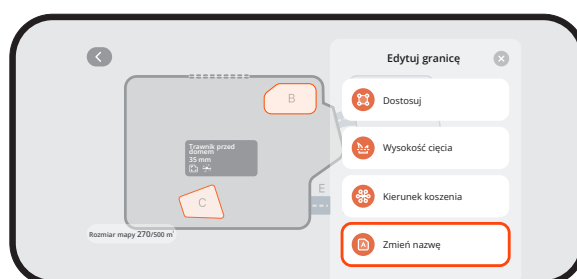 Edytuj granicę
B
Dostosuj
Trawnik przed
domem
35 mm
Wysokość cięcia
E
Kierunek koszenia
C
Rozmiar mapy 270/500 m²
Zmień nazwę